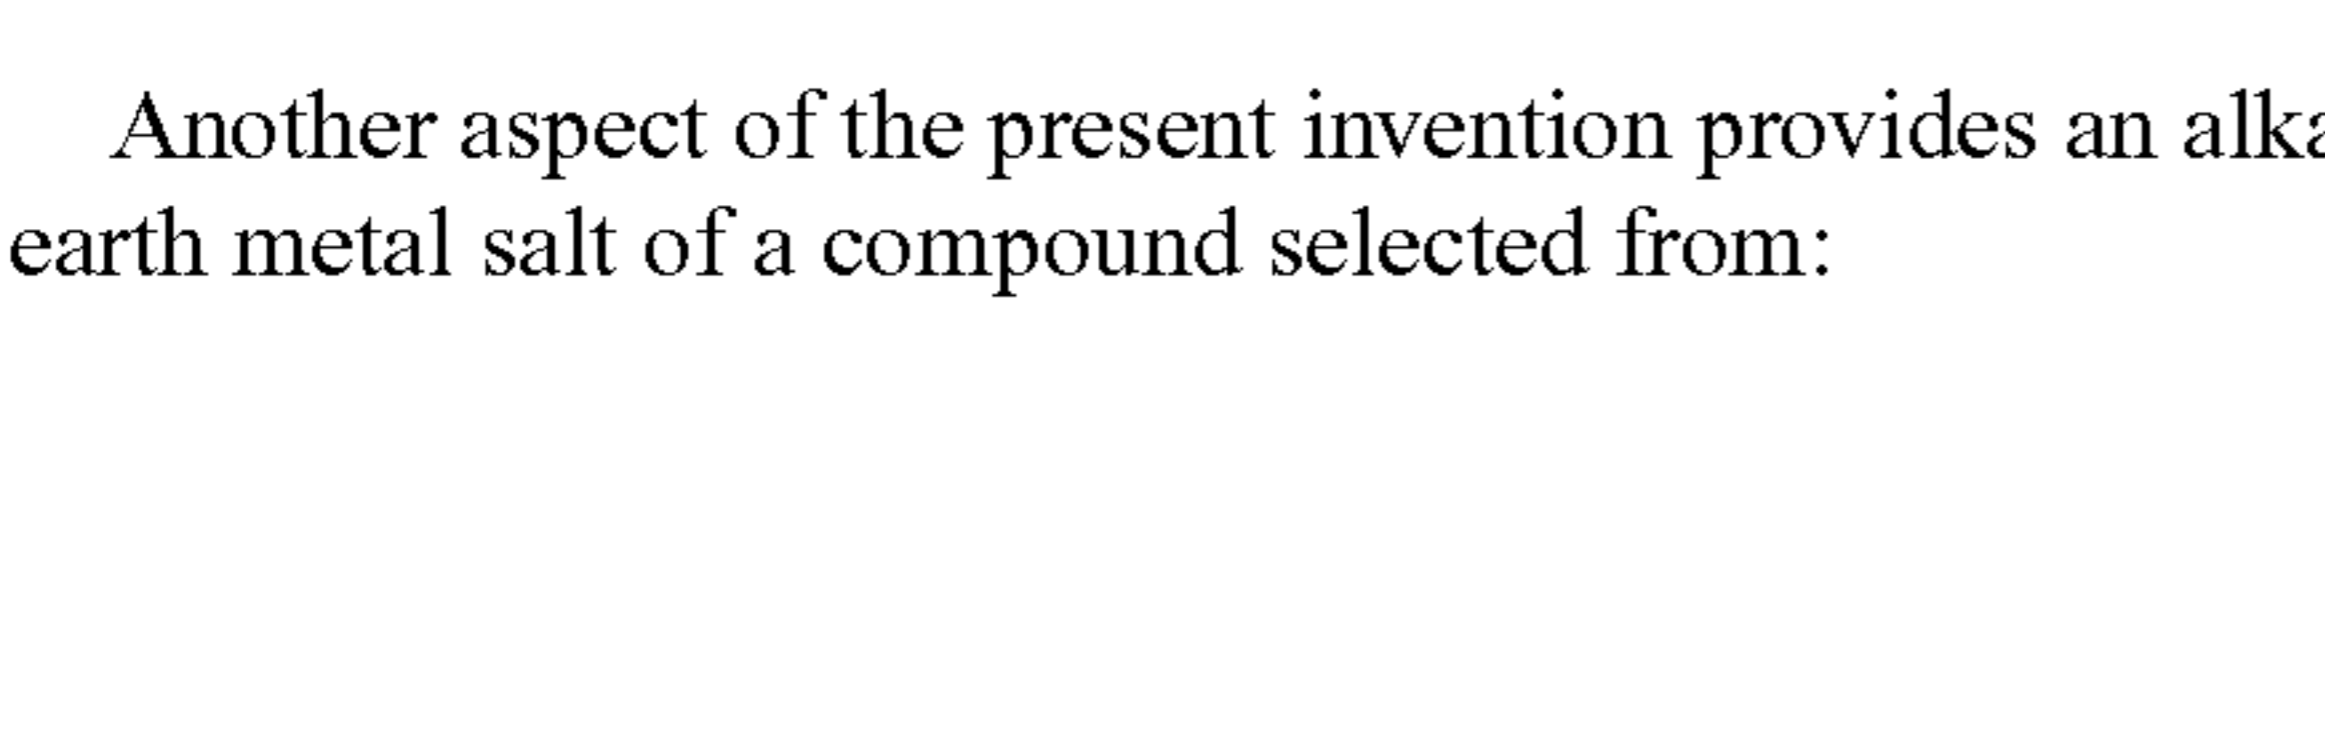 Another aspect of the present invention provides an alka
earth metal salt of a compound selected from: